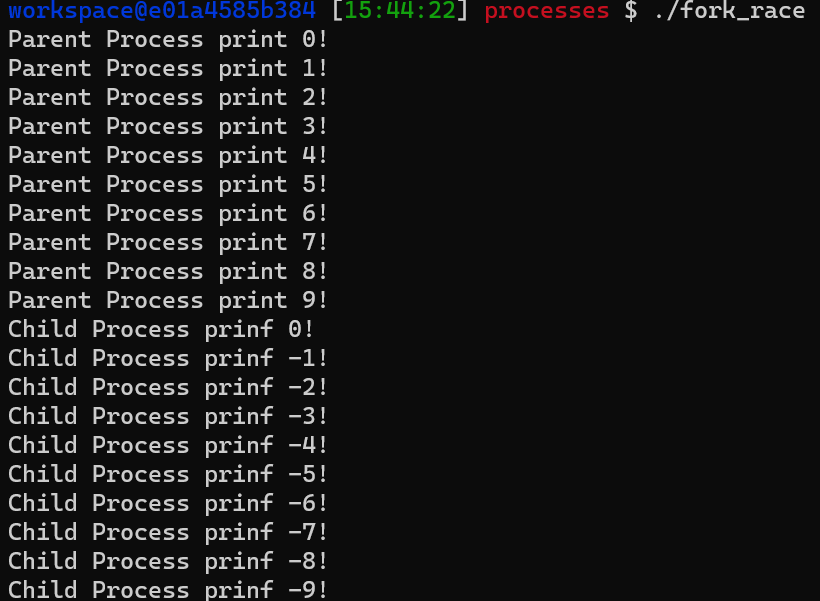 workspace@e01a4585b384 [15:44:22] processes $ ./fork_race
Parent Process print 0!
Parent Process print 1!
Parent Process print 2!
Parent Process print 3!
Parent Process print 4!
Parent Process print 5!
Parent Process print 6!
Parent Process print 7!
Parent Process print 8!
Parent Process print 9!
Child Process prinf 0!
Child Process prinf -1!
Child Process prinf -2!
Child Process prinf -3!
Child Process prinf -4!
Child Process prinf -5!
Child Process prinf -6!
Child Process prinf -7!
Child Process prinf -8!
Child Process prinf -9!